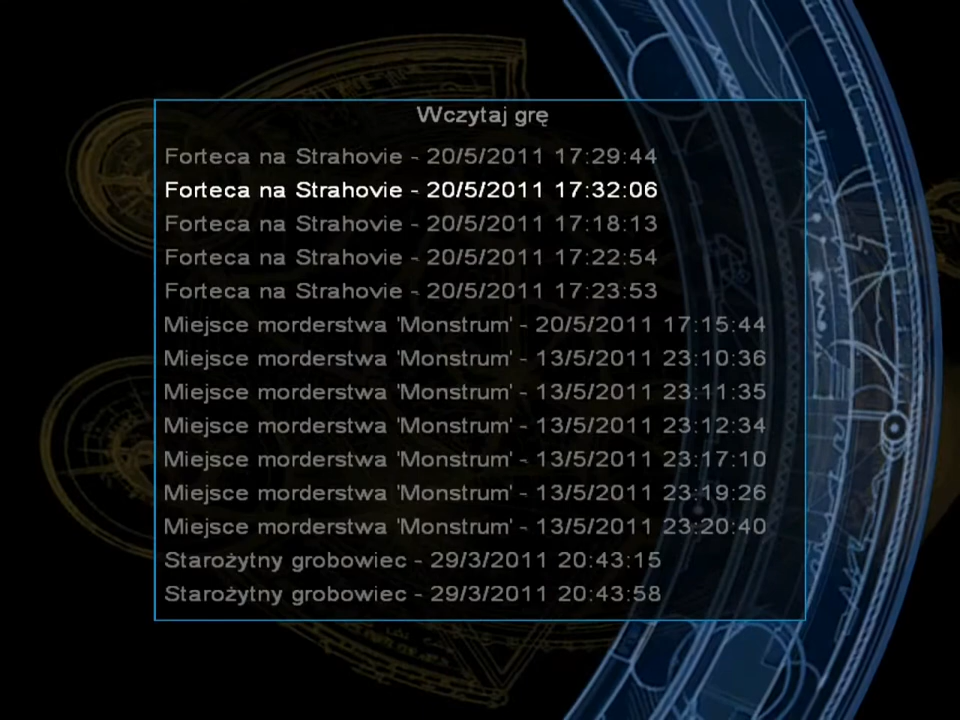 Wczytaj grę
Forteca na Strahovie - 20/5/2011 17:29:44
Forteca na Strahovie - 20/5/2011 17:32:06
Forteca na Strahovie - 20/5/2011 17:18:13
Forteca na Strahovie - 20/5/2011 17:22:54
Forteca na Strahovie - 20/5/2011 17:23:53
Miejsce morderstwa 'Monstrum' - 20/5/2011 17:15:44
Miejsce morderstwa 'Monstrum' - 13/5/2011 23:10:36
Miejsce morderstwa 'Monstrum' - 13/5/2011 23:11:35
Miejsce morderstwa 'Monstrum' - 13/5/2011 23:12:34
Miejsce morderstwa 'Monstrum' - 13/5/2011 23:17:10
Miejsce morderstwa 'Monstrum' - 13/5/2011 23:19:26
Miejsce morderstwa 'Monstrum' - 13/5/2011 23:20:40
Starożytny grobowiec - 29/3/2011 20:43:15
Starożytny grobowiec - 29/3/2011 20:43:58